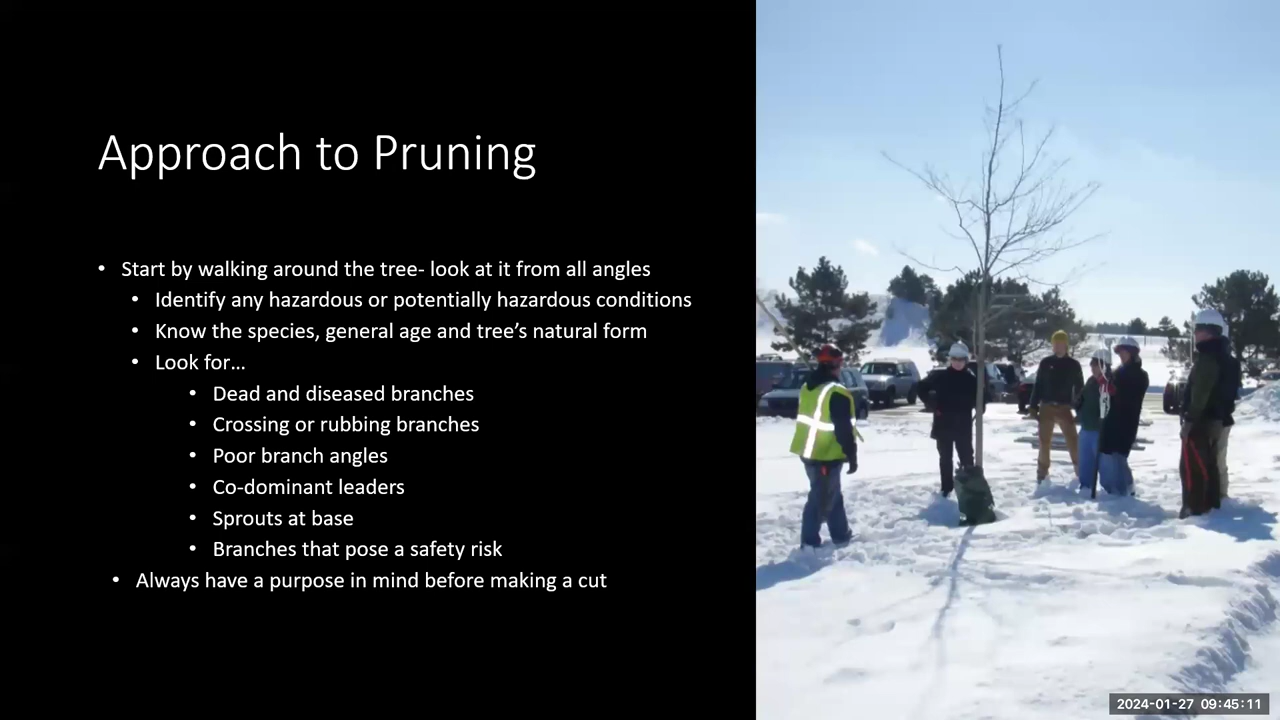 Approach to Pruning
• Start by walking around the tree- look at it from all angles
• Identify any hazardous or potentially hazardous conditions
• Know the species, general age and tree's natural form
• Look for…
• Dead and diseased branches
• Crossing or rubbing branches
• Poor branch angles
• Co-dominant leaders
• Sprouts at base
• Branches that pose a safety risk
• Always have a purpose in mind before making a cut
2024-01-27 09:45:11